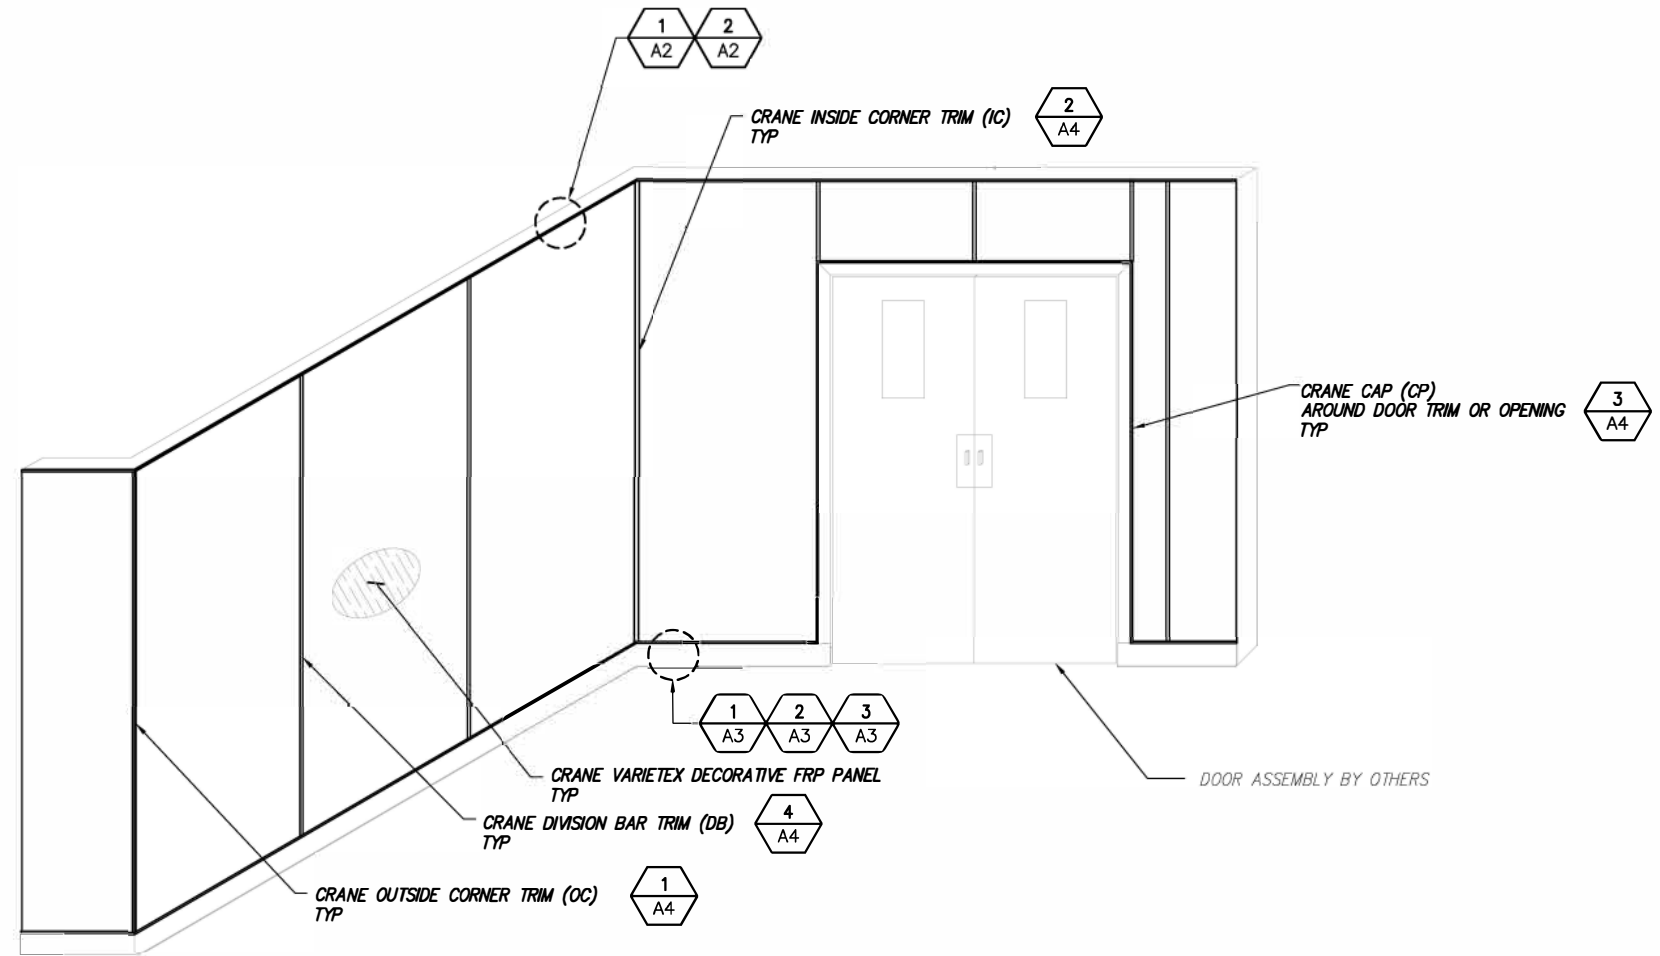 1 2
A2 A2
CRANE INSIDE CORNER TRIM (IC)
TYP
2
A4
CRANE CAP (CP)
AROUND DOOR TRIM OR OPENING
TYP
3
A4
1 2 3
A3 A3 A3
CRANE VARIETEX DECORATIVE FRP PANEL
TYP
DOOR ASSEMBLY BY OTHERS
CRANE DIVISION BAR TRIM (DB)
TYP
4
A4
CRANE OUTSIDE CORNER TRIM (OC)
TYP
1
A4